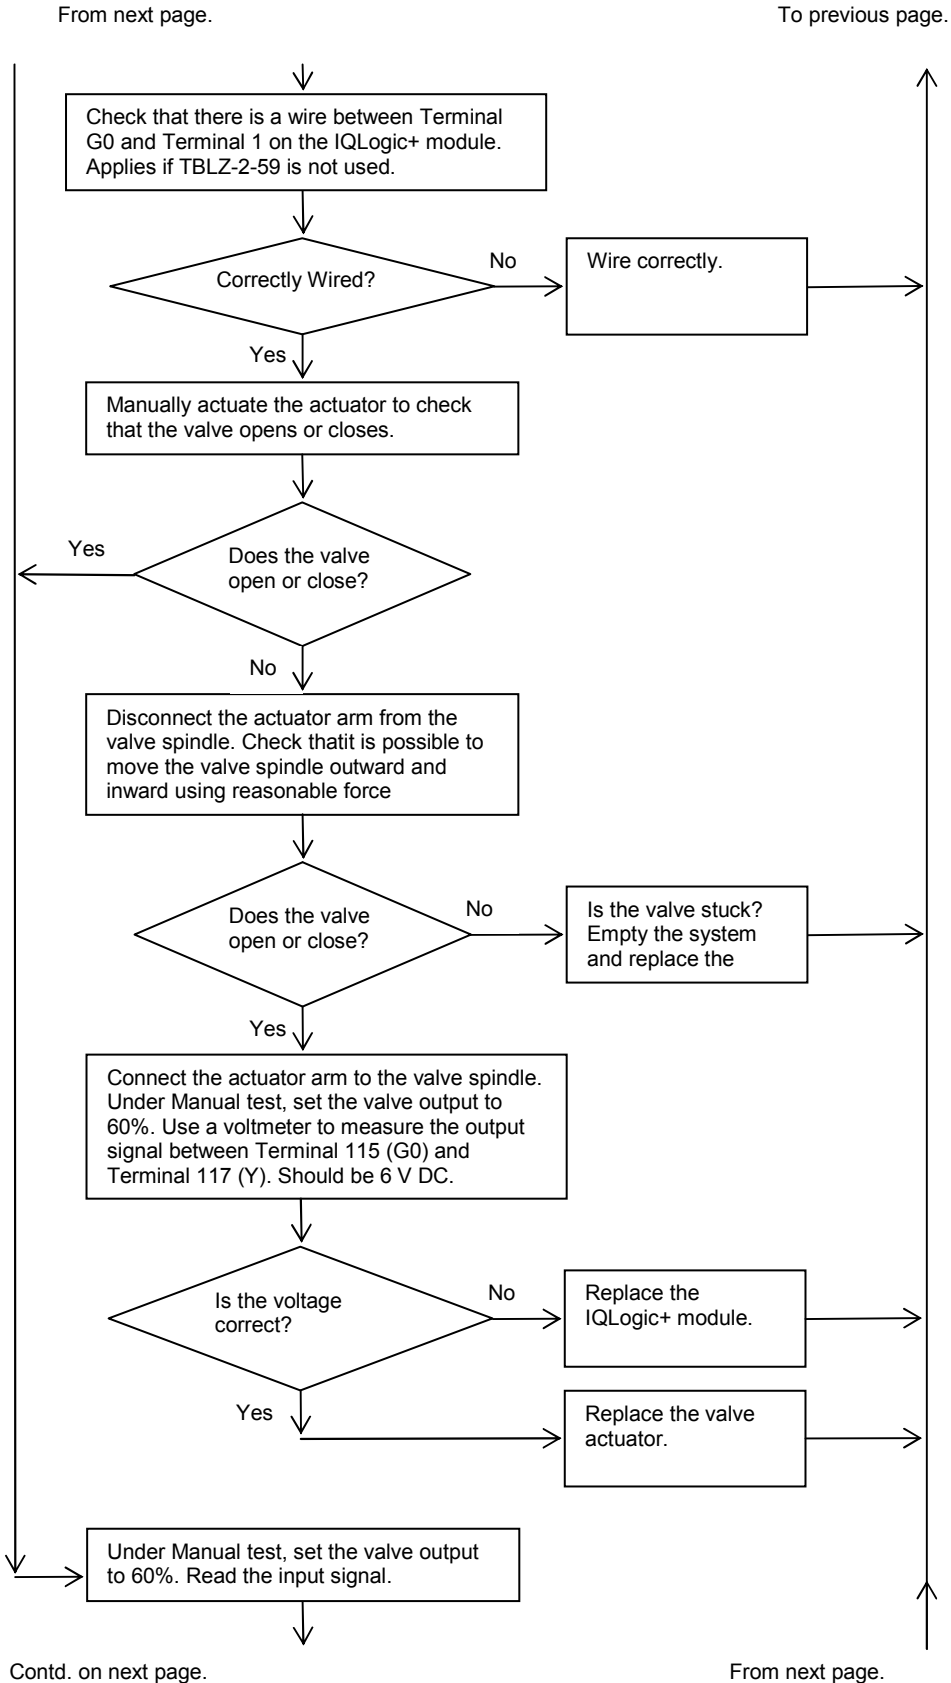 From next page.
To previous page.
Check that there is a wire between Terminal
G0 and Terminal 1 on the IQLogic+ module.
Applies if TBLZ-2-59 is not used.
Correctly Wired?
No
Wire correctly.
Yes
Manually actuate the actuator to check
that the valve opens or closes.
Yes
Does the valve
open or close?
No
Disconnect the actuator arm from the
valve spindle. Check thatit is possible to
move the valve spindle outward and
inward using reasonable force
Does the valve
open or close?
No
Is the valve stuck?
Empty the system
and replace the
Yes
Connect the actuator arm to the valve spindle.
Under Manual test, set the valve output to
60%. Use a voltmeter to measure the output
signal between Terminal 115 (G0) and
Terminal 117 (Y). Should be 6 V DC.
Is the voltage
correct?
No
Replace the
IQLogic+ module.
Yes
Replace the valve
actuator.
Under Manual test, set the valve output
to 60%. Read the input signal.
Contd. on next page.
From next page.